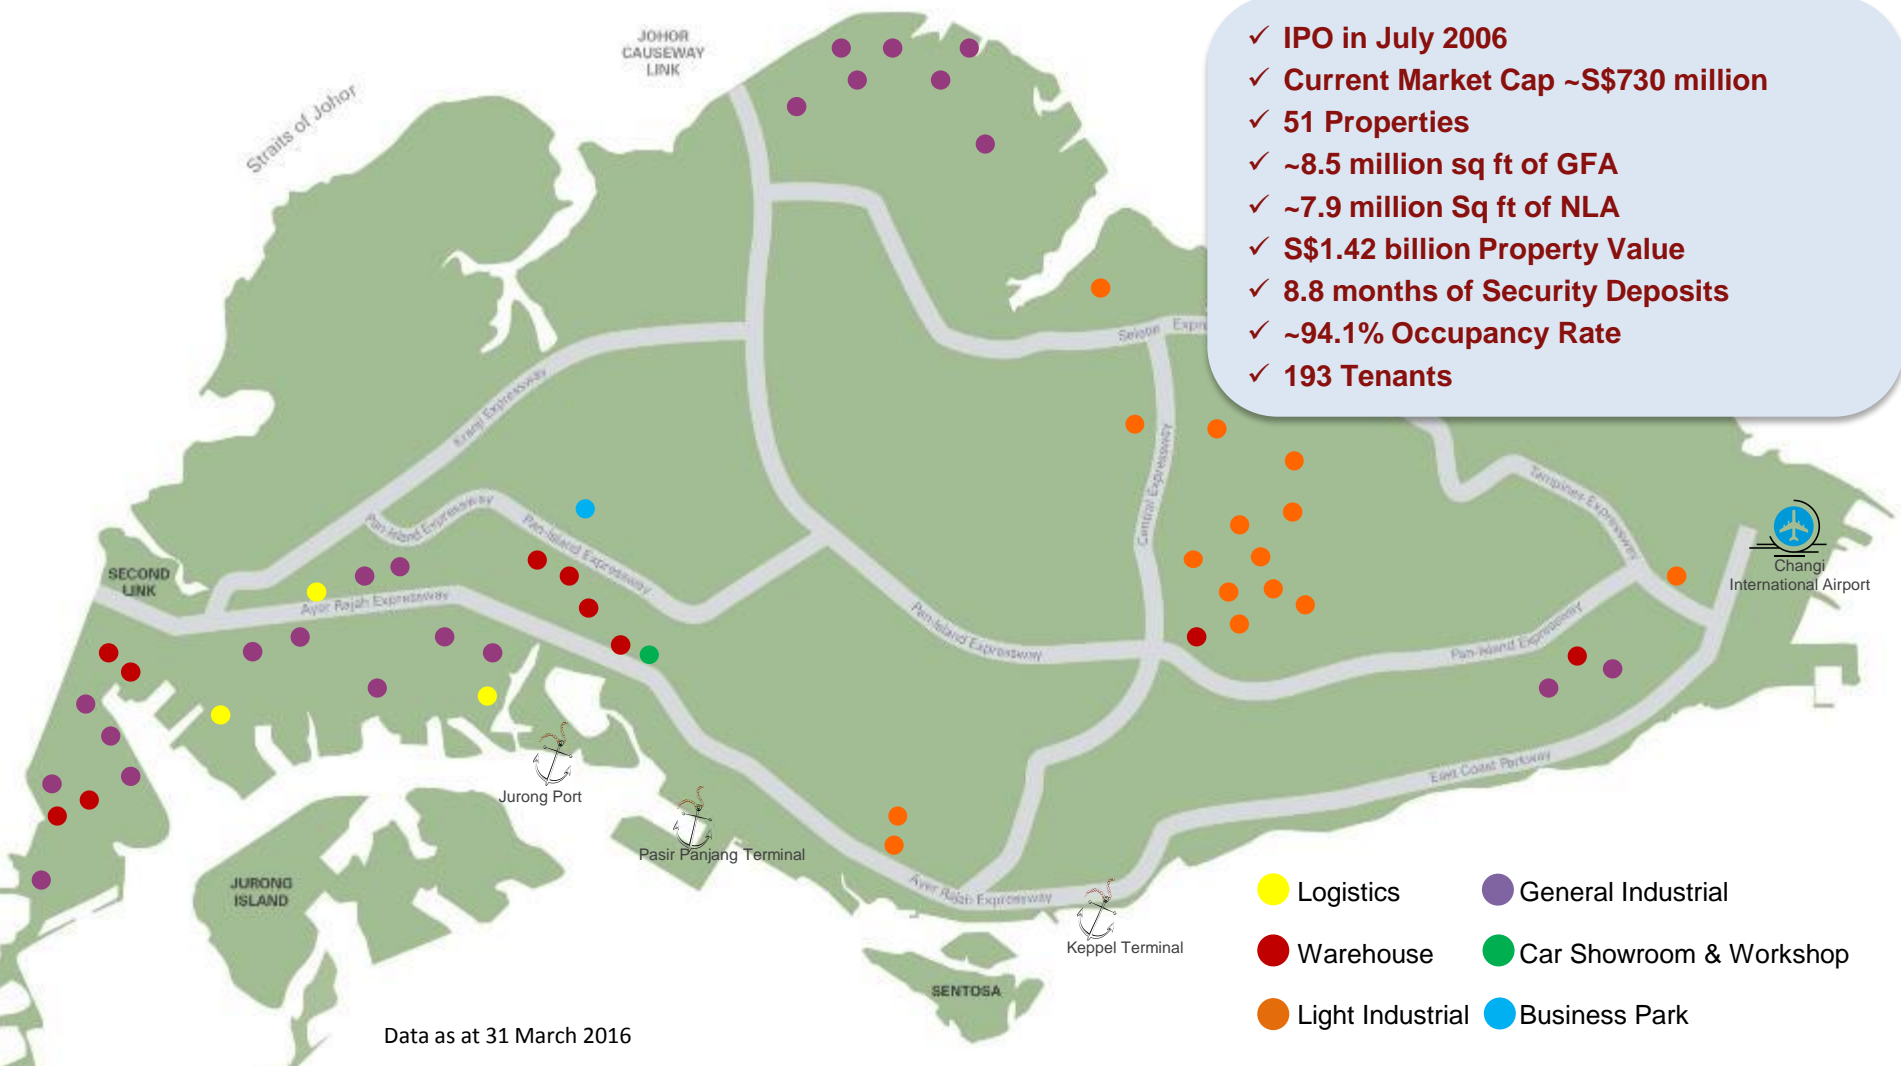 JOHOR
CAUSEWAY
LINK
Straits of Johor
✓ IPO in July 2006
✓ Current Market Cap ~S$730 million
✓ 51 Properties
✓ ~8.5 million sq ft of GFA
✓ ~7.9 million Sq ft of NLA
✓ S$1.42 billion Property Value
✓ 8.8 months of Security Deposits
✓ ~94.1% Occupancy Rate
✓ 193 Tenants
Expr
Kranji Expressway
Pan-Island Expressway
Pan-Island Expressway
Central Expressway
Tampines Expressway
Changi
International Airport
SECOND
LINK
Ayer Rajah Expressway
Pan-Island Expressway
Pan-Island Expressway
East Coast Parkway
Jurong Port
Pasir Panjang Terminal
JURONG
ISLAND
Ayer Rajah Expressway
Keppel Terminal
SENTOSA
Logistics
General Industrial
Warehouse
Car Showroom & Workshop
Light Industrial
Business Park
Data as at 31 March 2016